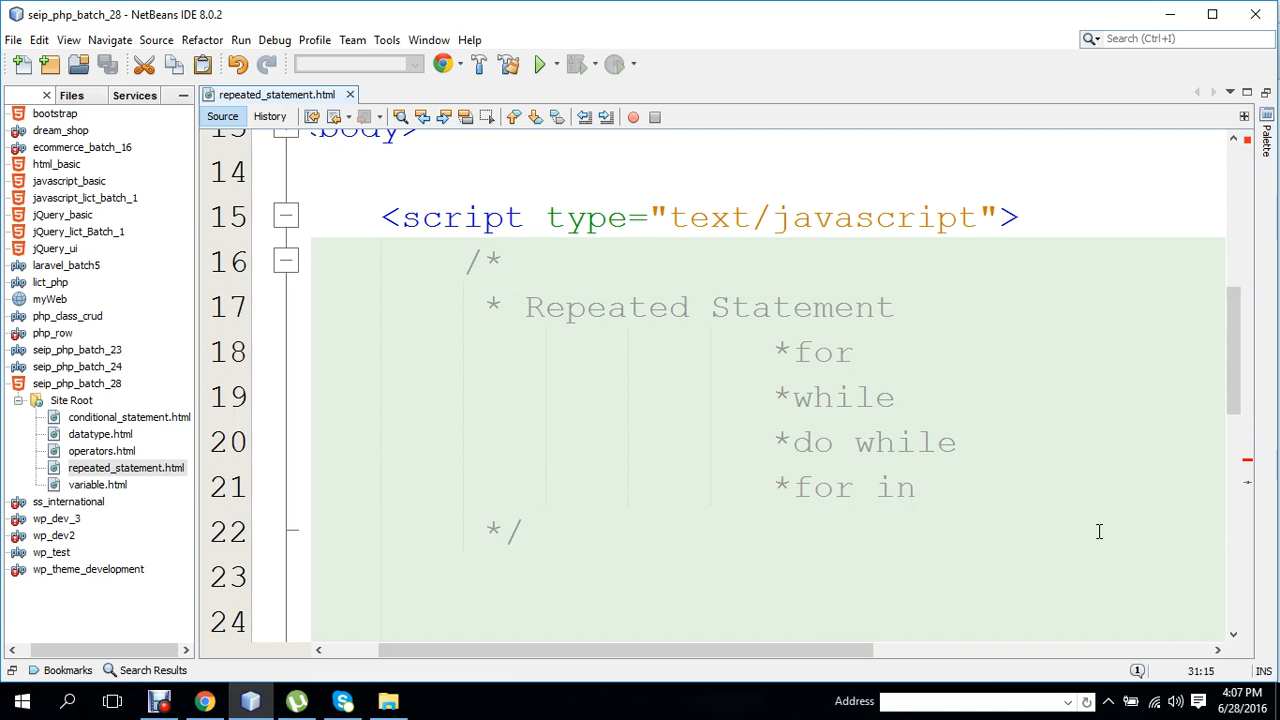 seip_php_batch_28 - NetBeans IDE 8.0.2
File Edit View Navigate Source Refactor Run Debug Profile Team Tools Window Help
Search (Ctrl+I)
Files Services
repeated_statement.html
Source History
Palette
bootstrap
dream_shop
ecommerce_batch_16
html_basic
javascript_basic
javascript_lict_batch_1
jQuery_basic
jQuery_lict_Batch_1
jQuery_ui
laravel_batch5
lict_php
myWeb
php_class_crud
php_row
seip_php_batch_23
seip_php_batch_24
seip_php_batch_28
Site Root
conditional_statement.html
datatype.html
operators.html
repeated_statement.html
variable.html
ss_international
wp_dev_3
wp_dev2
wp_test
wp_theme_development
13 <body>
14
15 <script type="text/javascript">
16 /*
17 * Repeated Statement
18 *for
19 *while
20 *do while
21 *for in
22 */
23
24
Bookmarks Search Results
1 31:15 INS
Address
4:07 PM
6/28/2016